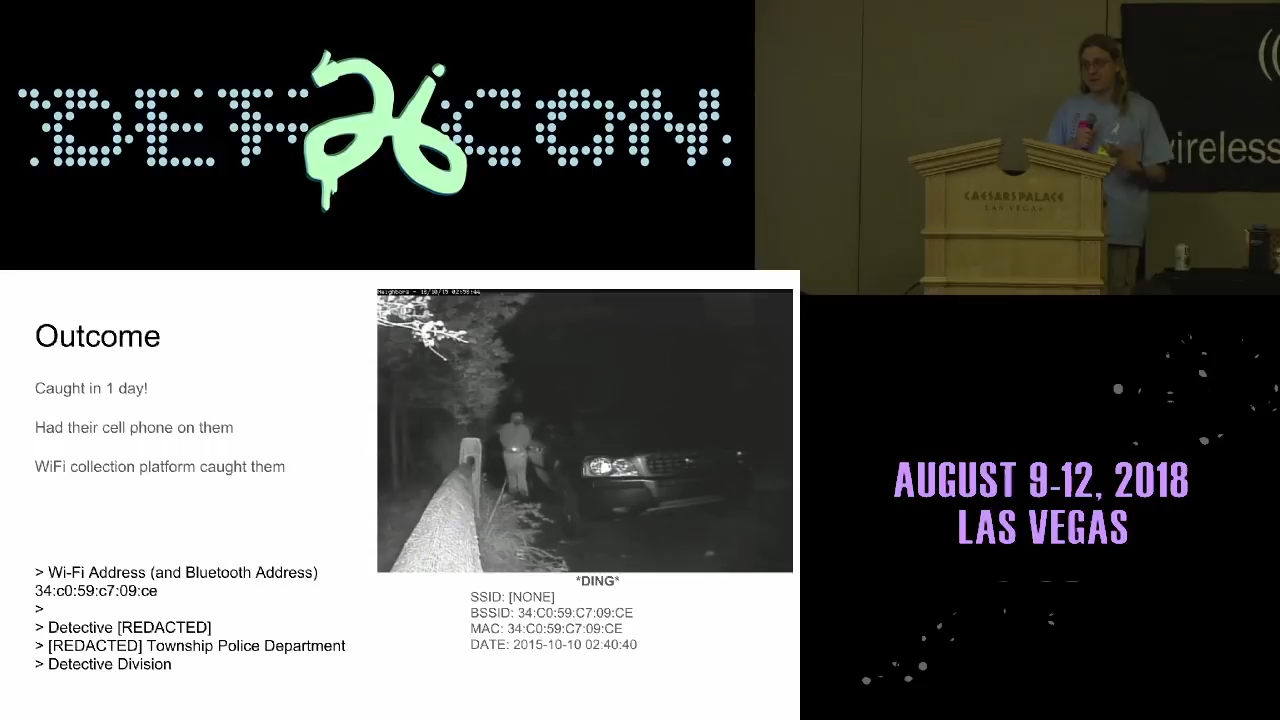 DEF 26 CON
wireless
CAESARS PALACE
LAS VEGAS
Outcome
Caught in 1 day!
Had their cell phone on them
WiFi collection platform caught them
> Wi-Fi Address (and Bluetooth Address)
34:c0:59:c7:09:ce
>
> Detective [REDACTED]
> [REDACTED] Township Police Department
> Detective Division
*DING*
SSID: [NONE]
BSSID: 34:C0:59:C7:09:CE
MAC: 34:C0:59:C7:09:CE
DATE: 2015-10-10 02:40:40
AUGUST 9-12, 2018
LAS VEGAS